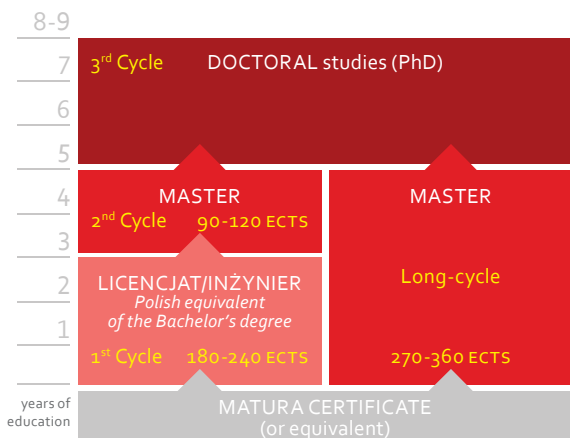 8-9
7
6
5
4
3
2
1
years of
education
3rd Cycle DOCTORAL studies (PhD)
MASTER
2nd Cycle 90-120 ECTS
LICENCJAT/INŻYNIER
Polish equivalent
of the Bachelor's degree
1st Cycle 180-240 ECTS
MASTER
Long-cycle
270-360 ECTS
MATURA CERTIFICATE
(or equivalent)